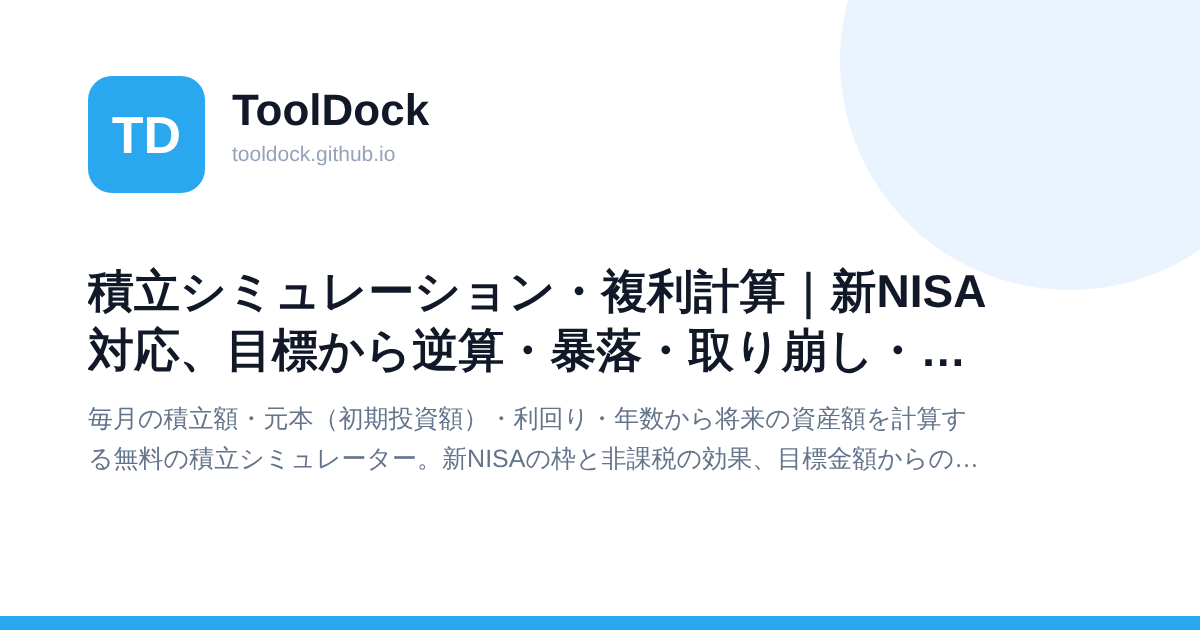 TD
ToolDock
tooldock.github.io
積立シミュレーション・複利計算｜新NISA
対応、目標から逆算・暴落・取り崩し・…
毎月の積立額・元本（初期投資額）・利回り・年数から将来の資産額を計算す
る無料の積立シミュレーター。新NISAの枠と非課税の効果、目標金額からの…